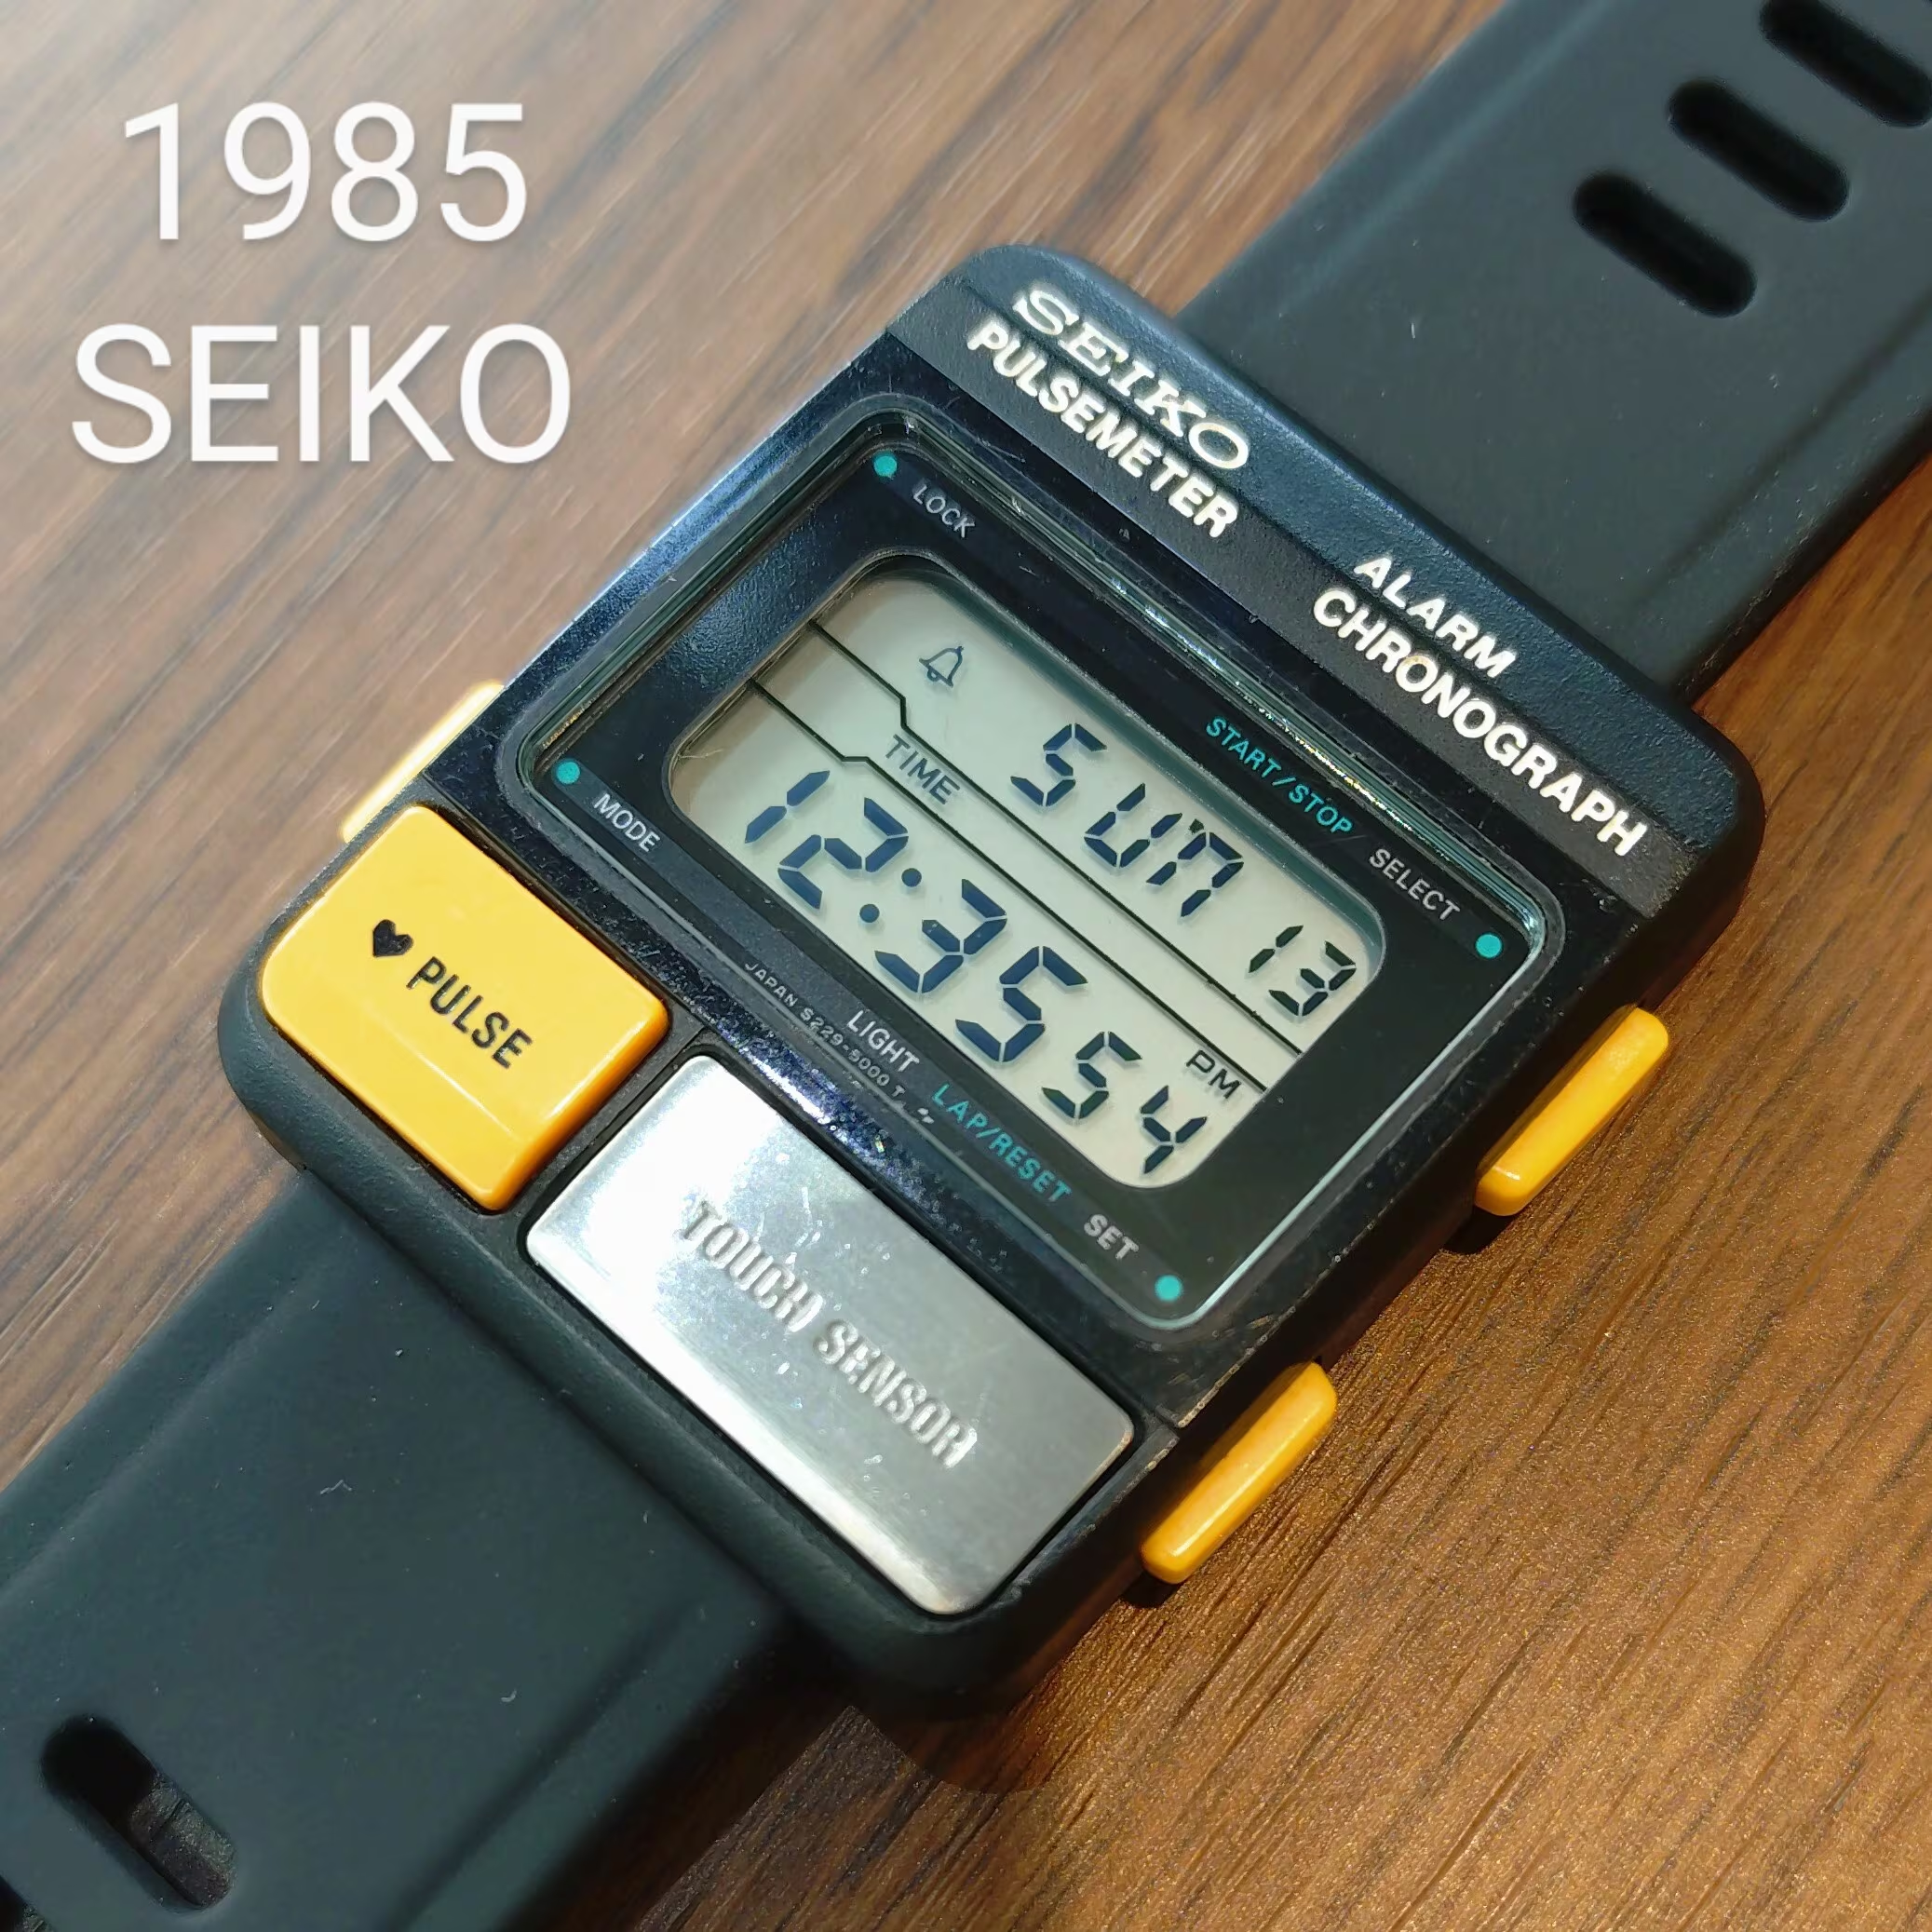 1985
SEIKO
SEIKO
PULSEMETER
ALARM
CHRONOGRAPH
LOCK
START/STOP
SELECT
SUN 13
TIME
PM
12:35 54
MODE
LIGHT
LAP/RESET
SET
JAPAN S229-5000 T
PULSE
TOUCH SENSOR